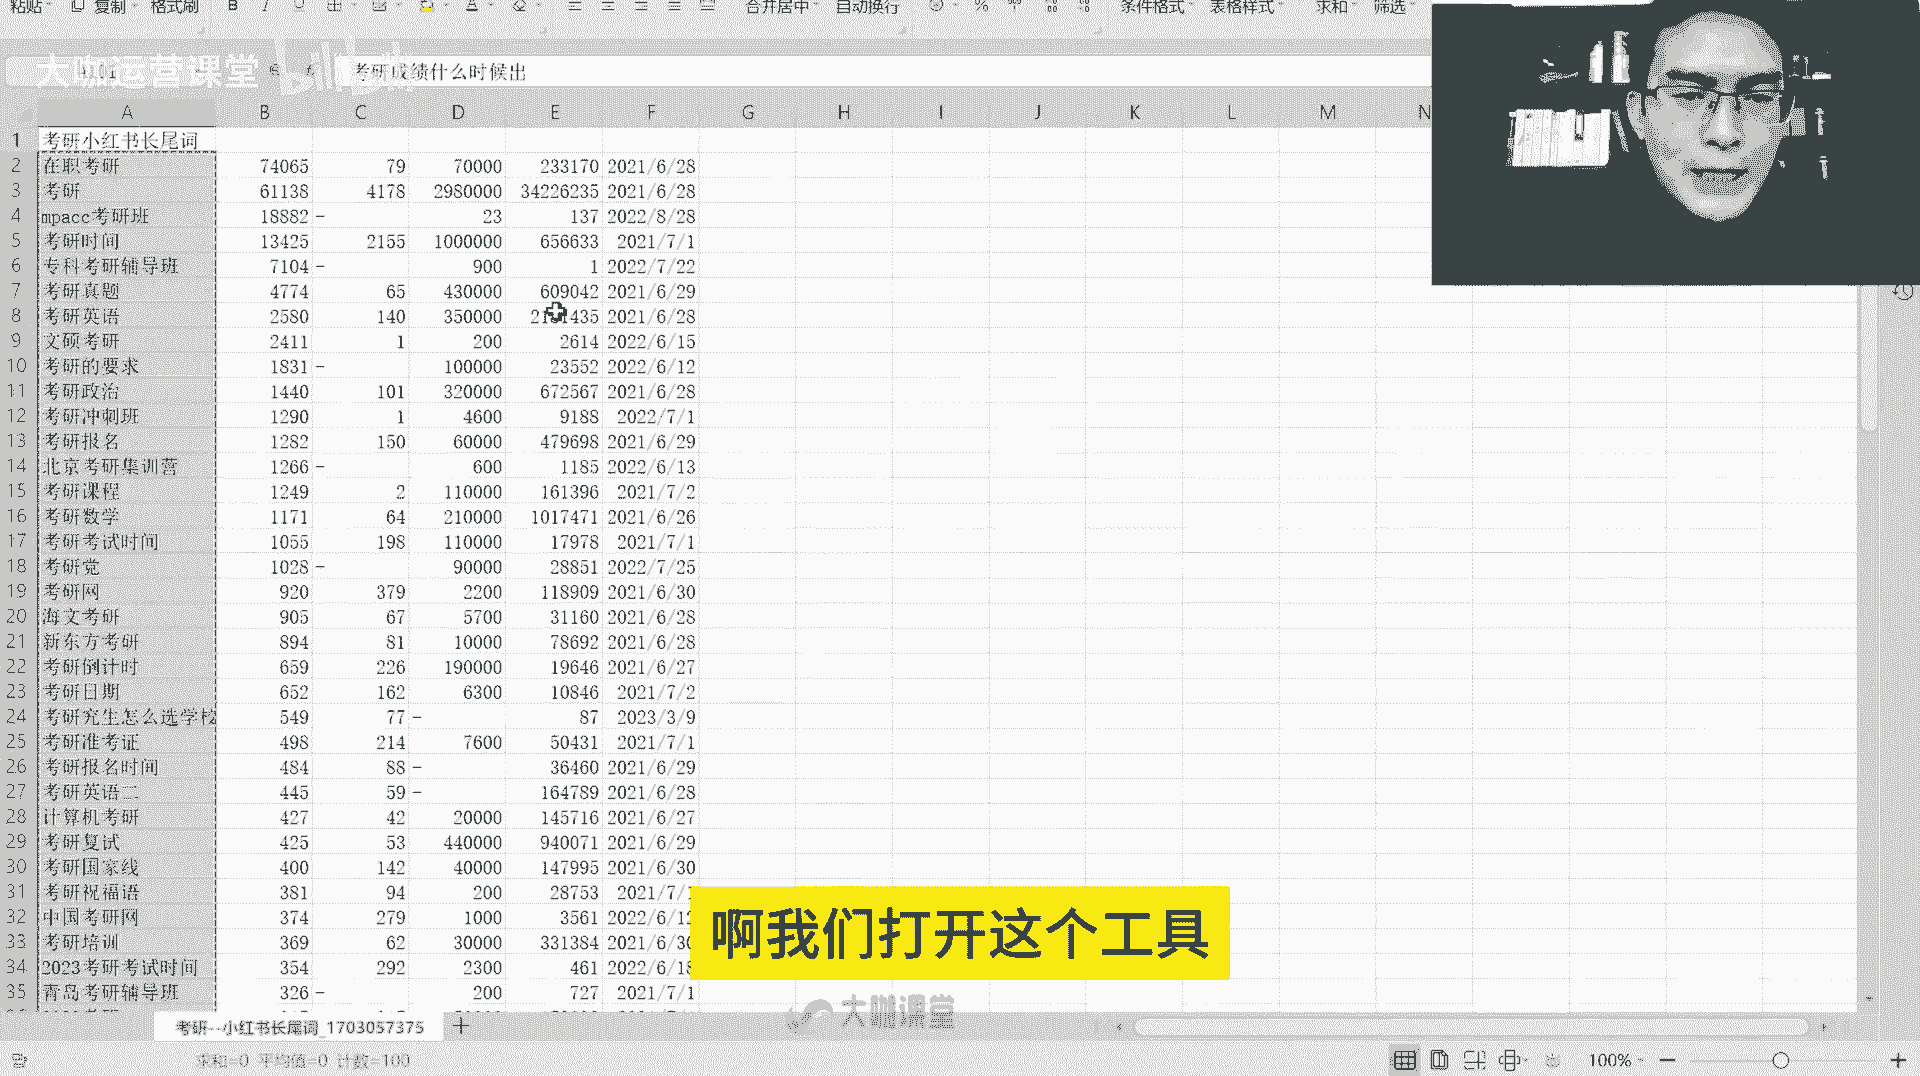 粘贴 复制 格式刷 B I U A 合并居中 自动换行 % 条件格式 表格样式 求和 筛选
大咖运营课堂 bilibili
考研成绩什么时候出
A B C D E F G H I J K L M N
1 考研小红书长尾词
2 在职考研 74065 79 70000 233170 2021/6/28
3 考研 61138 4178 2980000 34226235 2021/6/28
4 mpacc考研班 18882 - 23 137 2022/8/28
5 考研时间 13425 2155 1000000 656633 2021/7/1
6 专科考研辅导班 7104 - 900 1 2022/7/22
7 考研真题 4774 65 430000 609042 2021/6/29
8 考研英语 2580 140 350000 2021/6/28
9 文硕考研 2411 1 200 2614 2022/6/15
10 考研的要求 1831 - 100000 23552 2022/6/12
11 考研政治 1440 101 320000 672567 2021/6/28
12 考研冲刺班 1290 1 4600 9188 2022/7/1
13 考研报名 1282 150 60000 479698 2021/6/29
14 北京考研集训营 1266 - 600 1185 2022/6/13
15 考研课程 1249 2 110000 161396 2021/7/2
16 考研数学 1171 64 210000 1017471 2021/6/26
17 考研考试时间 1055 198 110000 17978 2021/7/1
18 考研党 1028 - 90000 28851 2022/7/25
19 考研网 920 379 2200 118909 2021/6/30
20 海文考研 905 67 5700 31160 2021/6/28
21 新东方考研 894 81 10000 78692 2021/6/28
22 考研倒计时 659 226 190000 19646 2021/6/27
23 考研日期 652 162 6300 10846 2021/7/2
24 考研究生怎么选学校 549 77 - 87 2023/3/9
25 考研准考证 498 214 7600 50431 2021/7/1
26 考研报名时间 484 88 - 36460 2021/6/29
27 考研英语二 445 59 - 164789 2021/6/28
28 计算机考研 427 42 20000 145716 2021/6/27
29 考研复试 425 53 440000 940071 2021/6/29
30 考研国家线 400 142 40000 147995 2021/6/30
31 考研祝福语 381 94 200 28753 2021/7/1
32 中国考研网 374 279 1000 3561 2022/6/12
33 考研培训 369 62 30000 331384 2021/6/30
34 2023考研考试时间 354 292 2300 461 2022/6/18
35 青岛考研辅导班 326 - 200 727 2021/7/1
啊我们打开这个工具
大咖课堂
考研--小红书长尾词_1703057375 +
求和=0 平均值=0 计数=100
100% - +